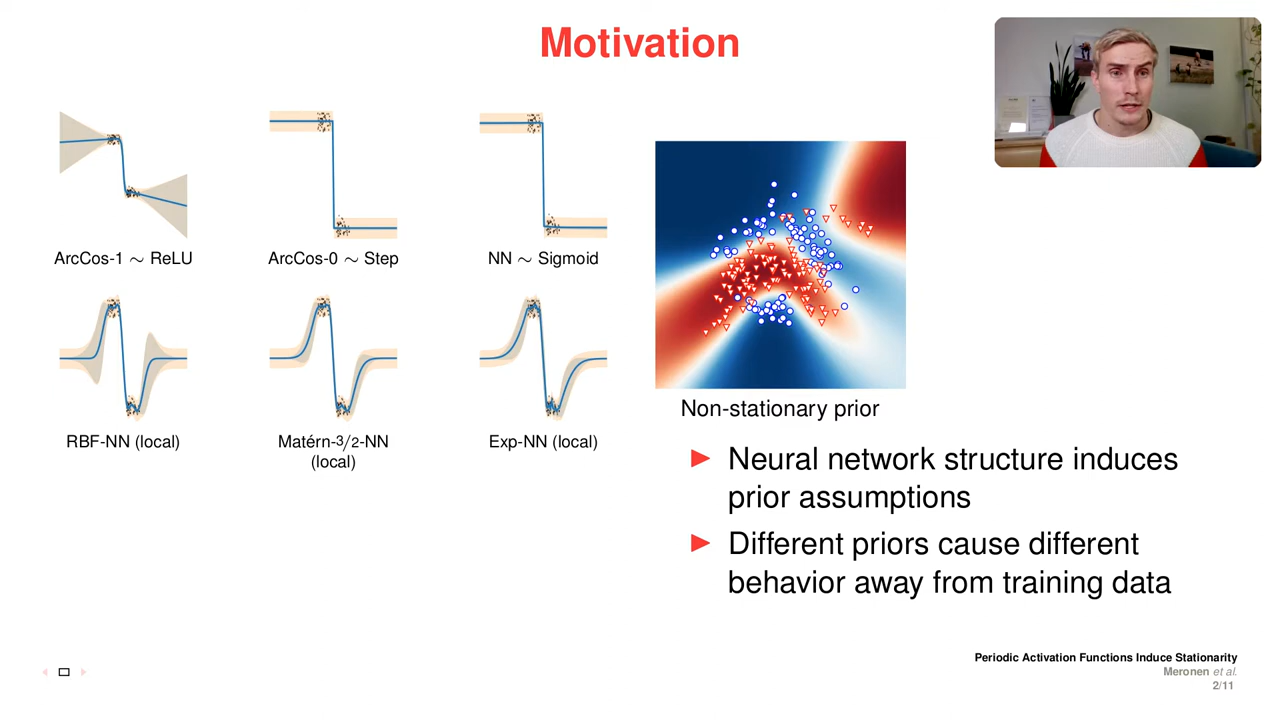 Motivation
ArcCos-1 ∼ ReLU
ArcCos-0 ∼ Step
NN ∼ Sigmoid
RBF-NN (local)
Matérn-3/2-NN
(local)
Exp-NN (local)
Non-stationary prior
Neural network structure induces
prior assumptions
Different priors cause different
behavior away from training data
Periodic Activation Functions Induce Stationarity
Meronen et al.
2/11